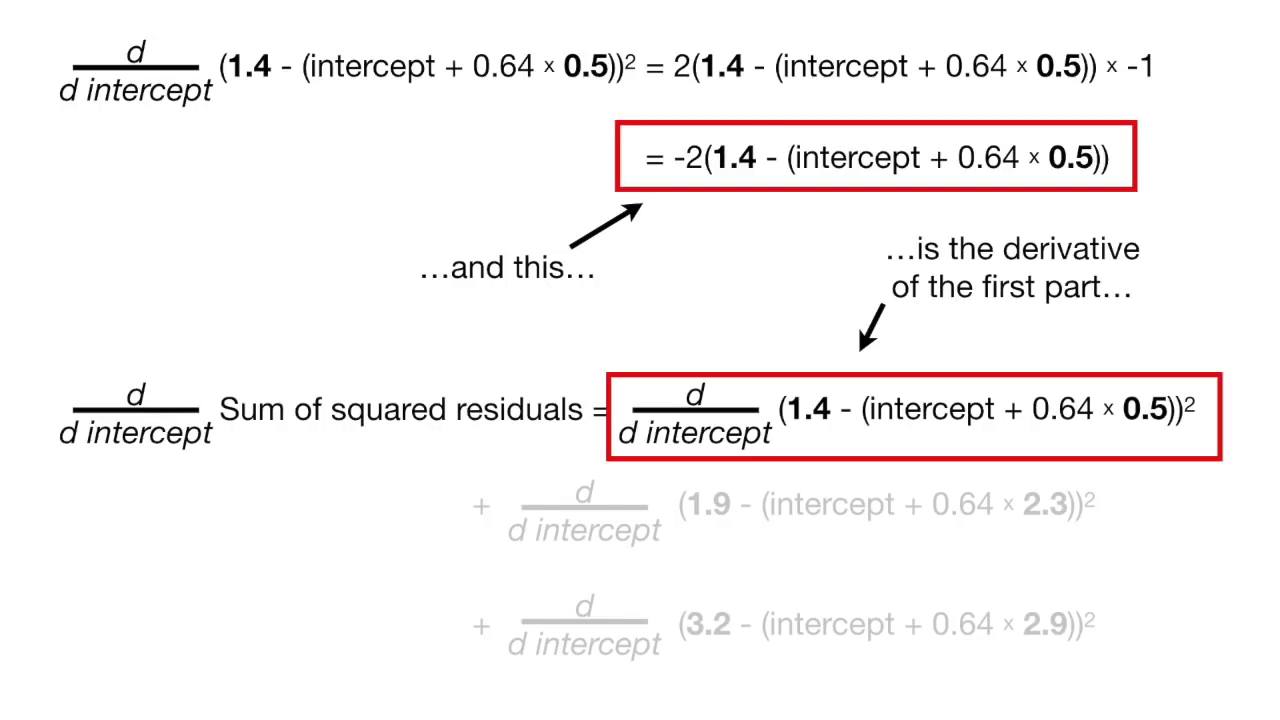 d/d intercept (1.4 - (intercept + 0.64 × 0.5))² = 2(1.4 - (intercept + 0.64 × 0.5)) × -1
= -2(1.4 - (intercept + 0.64 × 0.5))
…and this…
…is the derivative
of the first part…
d/d intercept Sum of squared residuals = d/d intercept (1.4 - (intercept + 0.64 × 0.5))²
+ d/d intercept (1.9 - (intercept + 0.64 × 2.3))²
+ d/d intercept (3.2 - (intercept + 0.64 × 2.9))²